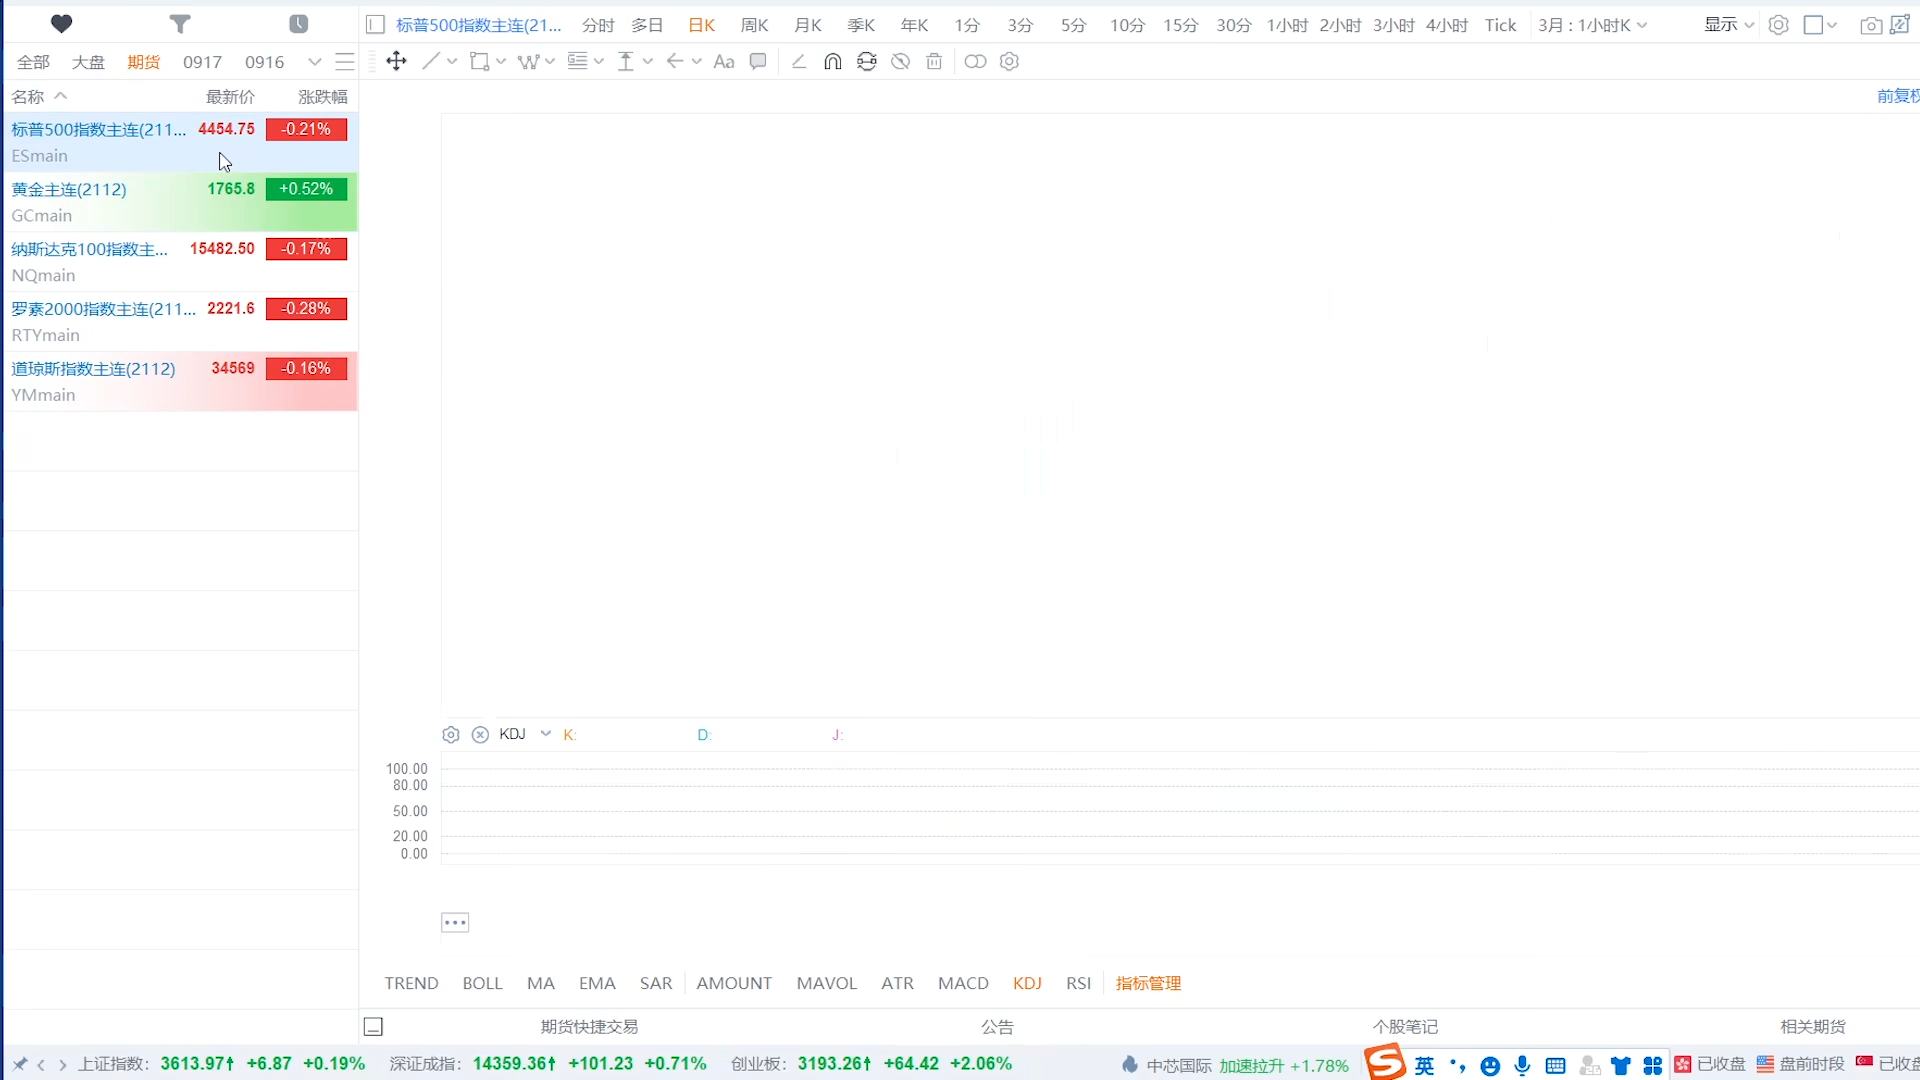 标普500指数主连(21... 分时 多日 日K 周K 月K 季K 年K 1分 3分 5分 10分 15分 30分 1小时 2小时 3小时 4小时 Tick 3月 : 1小时K 显示
全部 大盘 期货 0917 0916
Aa
名称 最新价 涨跌幅
前复权
标普500指数主连(211... 4454.75 -0.21%
ESmain
黄金主连(2112) 1765.8 +0.52%
GCmain
纳斯达克100指数主... 15482.50 -0.17%
NQmain
罗素2000指数主连(211... 2221.6 -0.28%
RTYmain
道琼斯指数主连(2112) 34569 -0.16%
YMmain
KDJ K: D: J:
100.00
80.00
50.00
20.00
0.00
TREND BOLL MA EMA SAR AMOUNT MAVOL ATR MACD KDJ RSI 指标管理
期货快捷交易 公告 个股笔记 相关期货
上证指数: 3613.97↑ +6.87 +0.19% 深证成指: 14359.36↑ +101.23 +0.71% 创业板: 3193.26↑ +64.42 +2.06% 中芯国际 加速拉升 +1.78% S 英 已收盘 盘前时段 已收盘